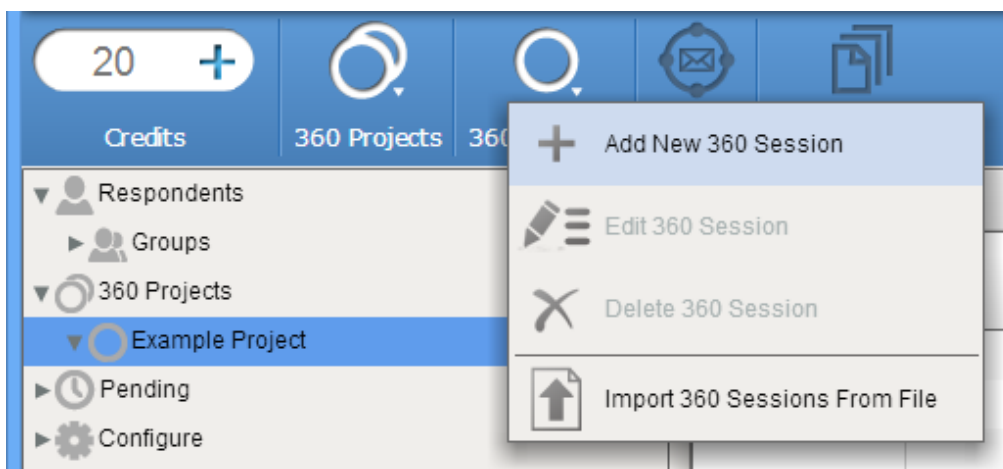 20
Credits
360 Projects
360
Add New 360 Session
Edit 360 Session
Delete 360 Session
Import 360 Sessions From File
Respondents
Groups
360 Projects
Example Project
Pending
Configure